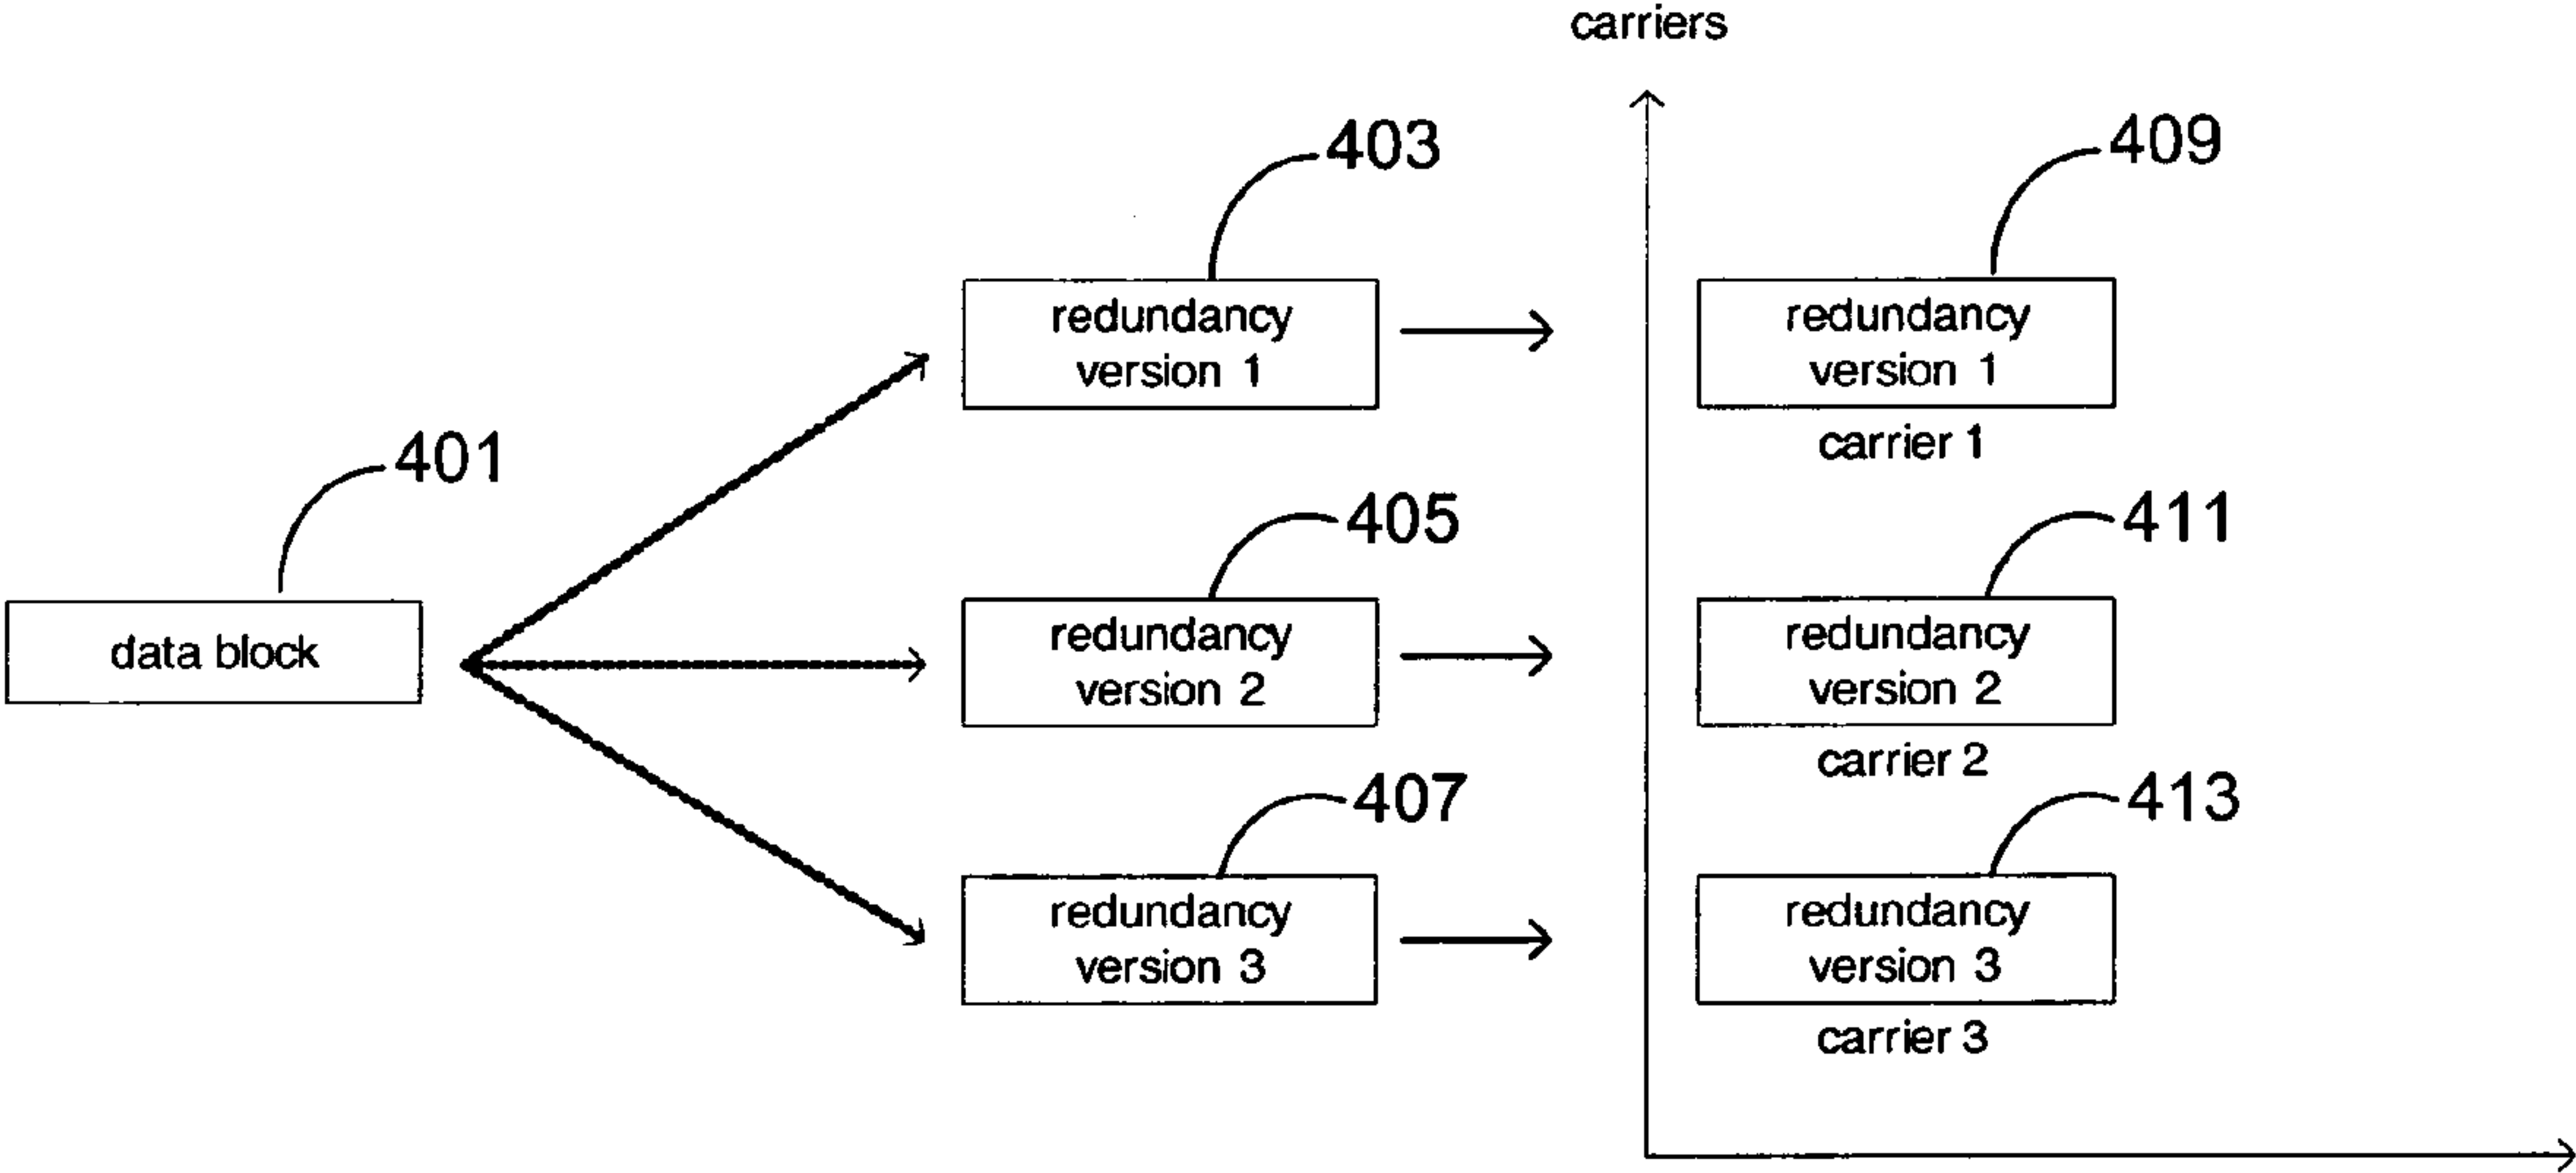 carriers
403
409
redundancy
version 1
redundancy
version 1
carrier 1
401
405
411
data block
redundancy
version 2
redundancy
version 2
carrier 2
407
413
redundancy
version 3
redundancy
version 3
carrier 3